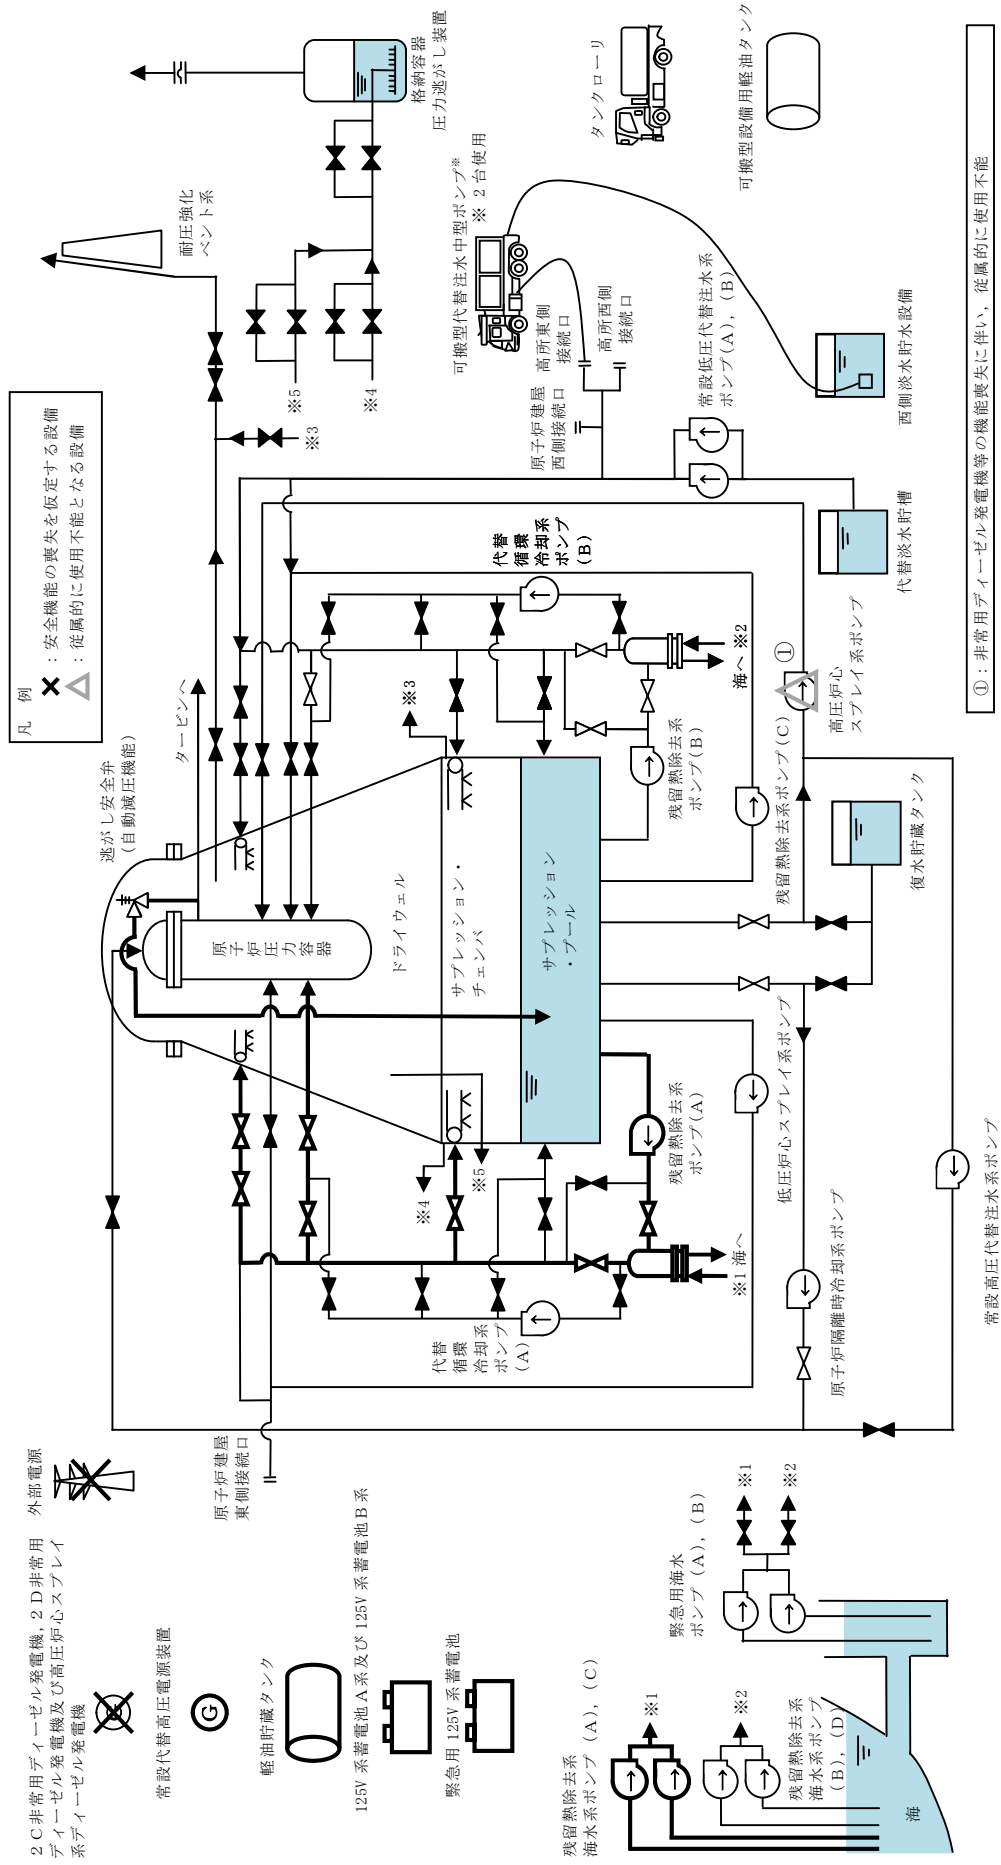 2C非常用ディーゼル発電機，2D非常用
ディーゼル発電機及び高圧炉心スプレイ
系ディーゼル発電機
外部電源
常設代替高圧電源装置
G
軽油貯蔵タンク
125V系蓄電池A系及び125V系蓄電池B系
緊急用125V系蓄電池
残留熱除去系
海水系ポンプ（A），（C）
※1
※2
残留熱除去系
海水系ポンプ
（B），（D）
海
緊急用海水
ポンプ（A），（B）
※1
※2
原子炉建屋
東側接続口
凡　例
：安全機能の喪失を仮定する設備
：従属的に使用不能となる設備
逃がし安全弁
（自動減圧機能）
タービンへ
原子炉圧力容器
ドライウェル
サプレッション・
チェンバ
サプレッション
・プール
※4
※5
※3
代替
循環
冷却系
ポンプ
（A）
※1
海へ
残留熱除去系
ポンプ(A)
低圧炉心スプレイ系ポンプ
原子炉隔離時冷却系ポンプ
常設高圧代替注水系ポンプ
代替
循環
冷却系
ポンプ
（B）
海へ
※2
残留熱除去系
ポンプ(B)
残留熱除去系ポンプ(C)
①
高圧炉心
スプレイ系ポンプ
復水貯蔵タンク
代替淡水貯槽
耐圧強化
ベント系
※3
※5
※4
格納容器
圧力逃がし装置
可搬型代替注水中型ポンプ※
※ 2台使用
高所東側
接続口
高所西側
接続口
原子炉建屋
西側接続口
常設低圧代替注水系
ポンプ(A)，(B)
西側淡水貯水設備
タンクローリ
可搬型設備用軽油タンク
①：非常用ディーゼル発電機等の機能喪失に伴い，従属的に使用不能